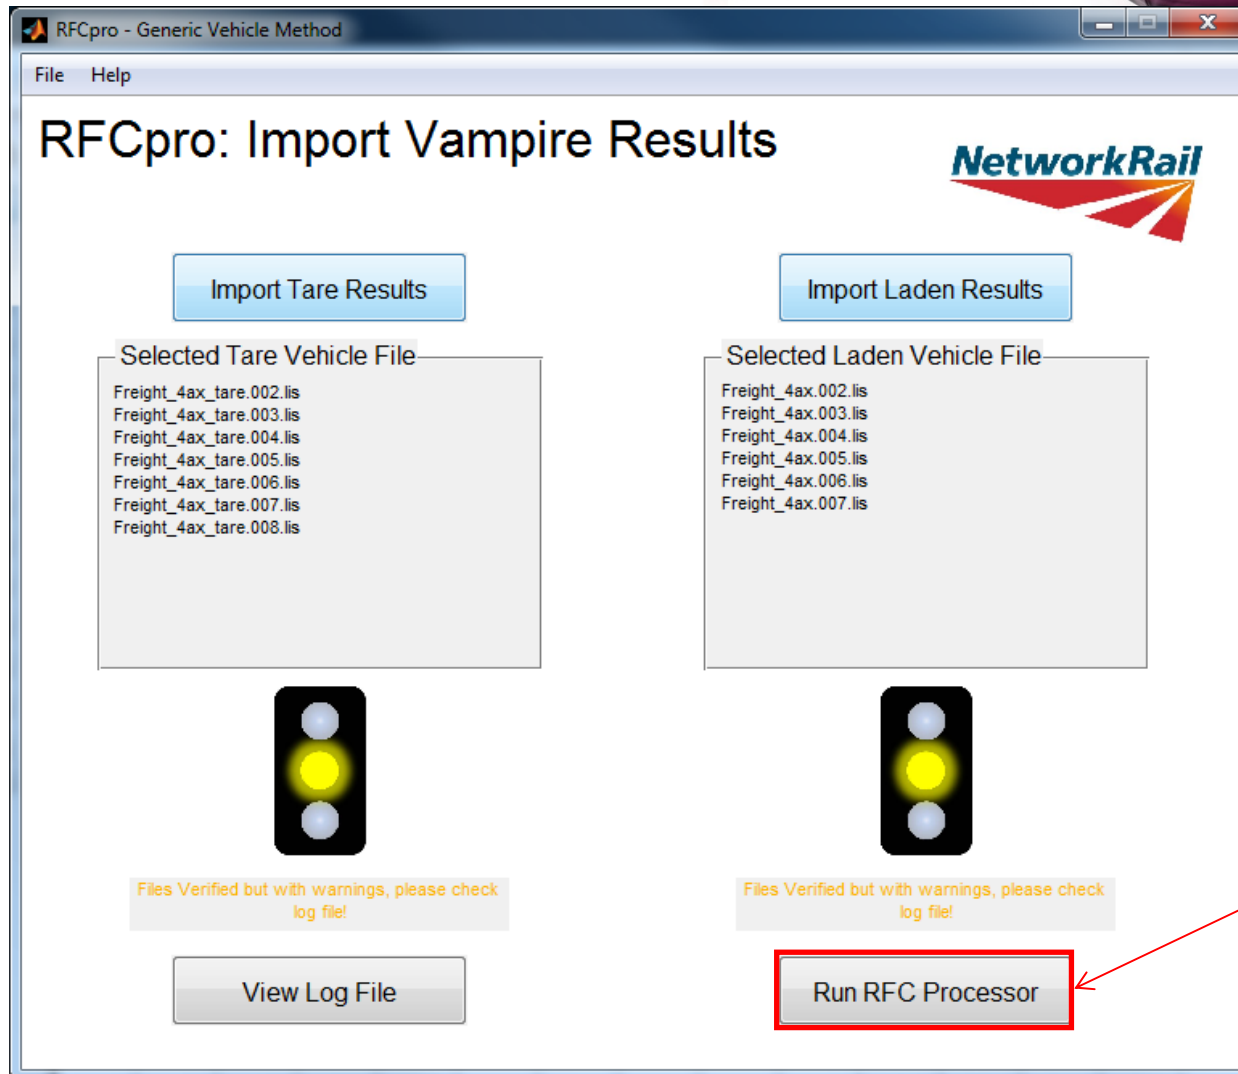 RFCpro - Generic Vehicle Method
File Help
RFCpro: Import Vampire Results
NetworkRail
Import Tare Results
Import Laden Results
Selected Tare Vehicle File
Freight_4ax_tare.002.lis
Freight_4ax_tare.003.lis
Freight_4ax_tare.004.lis
Freight_4ax_tare.005.lis
Freight_4ax_tare.006.lis
Freight_4ax_tare.007.lis
Freight_4ax_tare.008.lis
Selected Laden Vehicle File
Freight_4ax.002.lis
Freight_4ax.003.lis
Freight_4ax.004.lis
Freight_4ax.005.lis
Freight_4ax.006.lis
Freight_4ax.007.lis
Files Verified but with warnings, please check
log file!
Files Verified but with warnings, please check
log file!
View Log File
Run RFC Processor